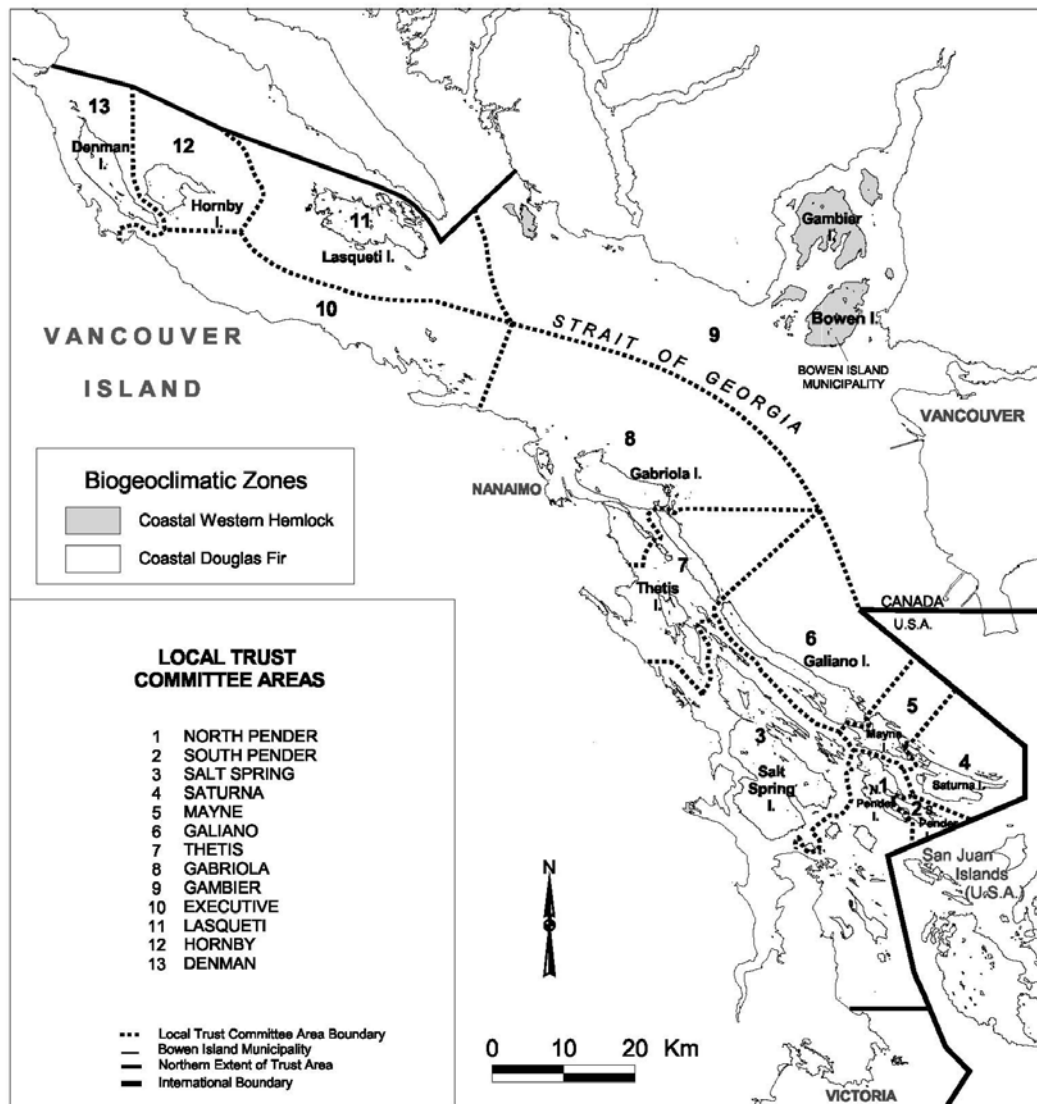 13
Denman
I.
12
Hornby
I.
11
Lasqueti I.
10
VANCOUVER
ISLAND
Gambier
I.
Bowen I.
BOWEN ISLAND
MUNICIPALITY
9
STRAIT OF GEORGIA
VANCOUVER
8
Gabriola I.
NANAIMO
Biogeoclimatic Zones
Coastal Western Hemlock
Coastal Douglas Fir
7
Thetis
I.
CANADA
U.S.A.
6
Galiano I.
5
Mayne
I.
4
Saturna I.
3
Salt
Spring
I.
1
N.
Pender
I.
2
S.
Pender
San Juan
Islands
(U.S.A.)
LOCAL TRUST
COMMITTEE AREAS
1 NORTH PENDER
2 SOUTH PENDER
3 SALT SPRING
4 SATURNA
5 MAYNE
6 GALIANO
7 THETIS
8 GABRIOLA
9 GAMBIER
10 EXECUTIVE
11 LASQUETI
12 HORNBY
13 DENMAN
Local Trust Committee Area Boundary
Bowen Island Municipality
Northern Extent of Trust Area
International Boundary
N
0 10 20 Km
VICTORIA